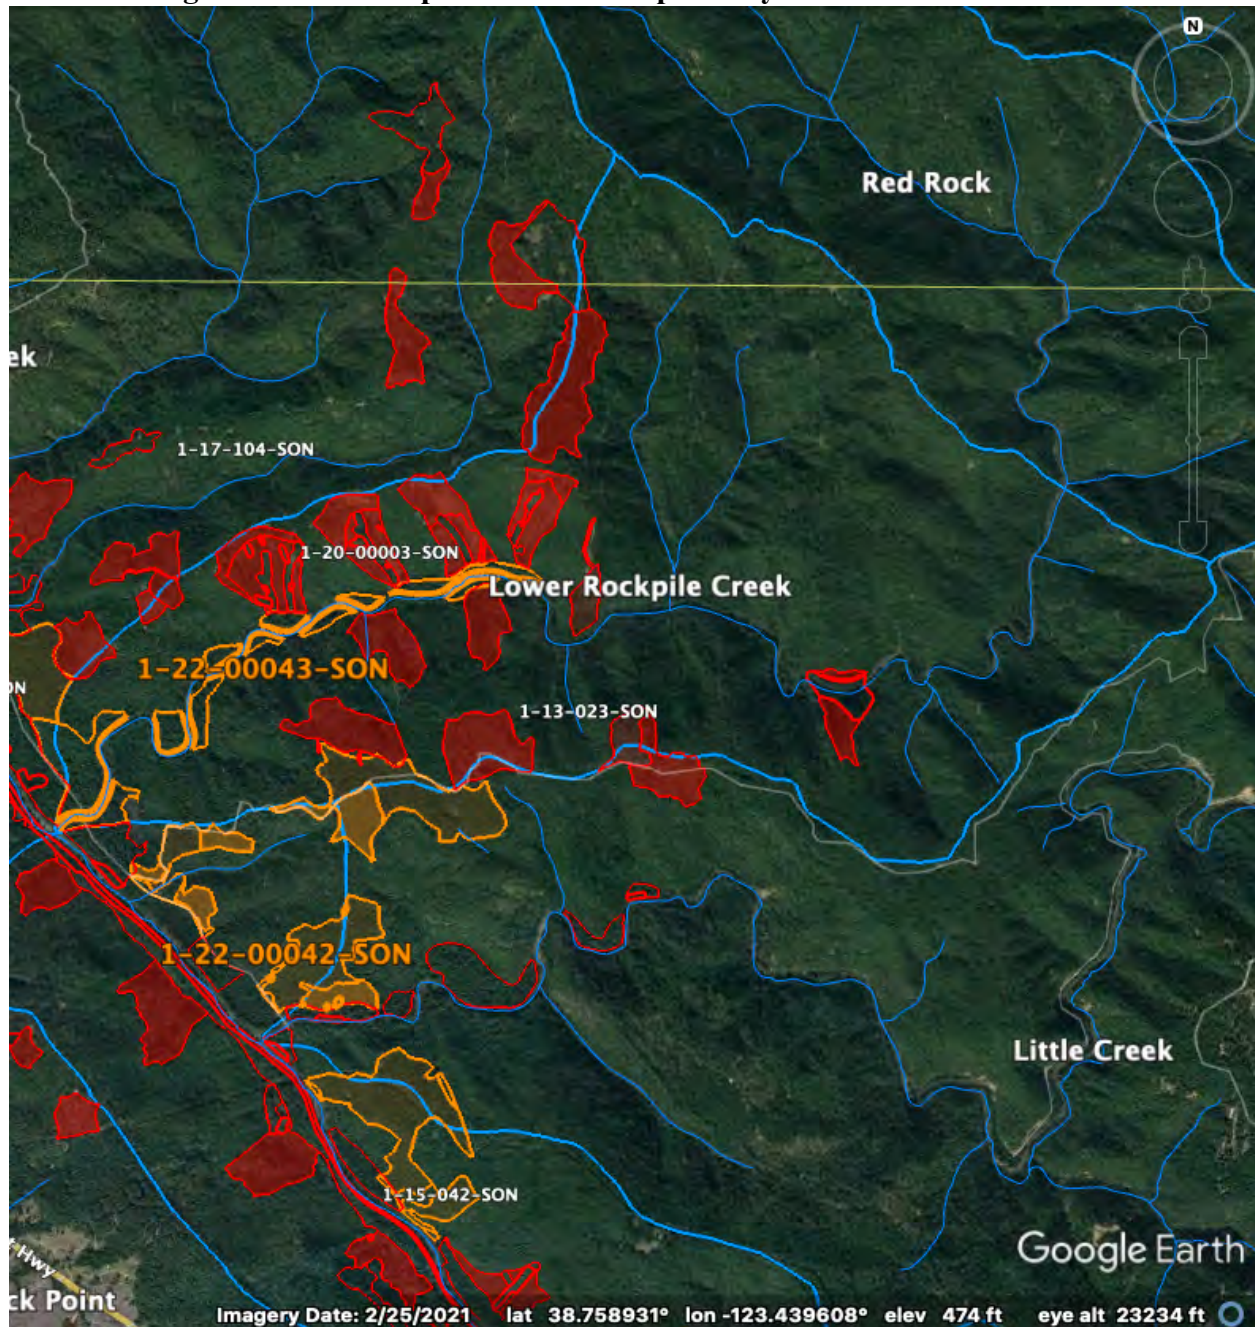 N
Red Rock
ek
1-17-104-SON
1-20-00003-SON
Lower Rockpile Creek
1-22-00043-SON
ON
1-13-023-SON
1-22-00042-SON
Little Creek
1-15-042-SON
Google Earth
Hwy
ck Point
Imagery Date: 2/25/2021 lat 38.758931° lon -123.439608° elev 474 ft eye alt 23234 ft